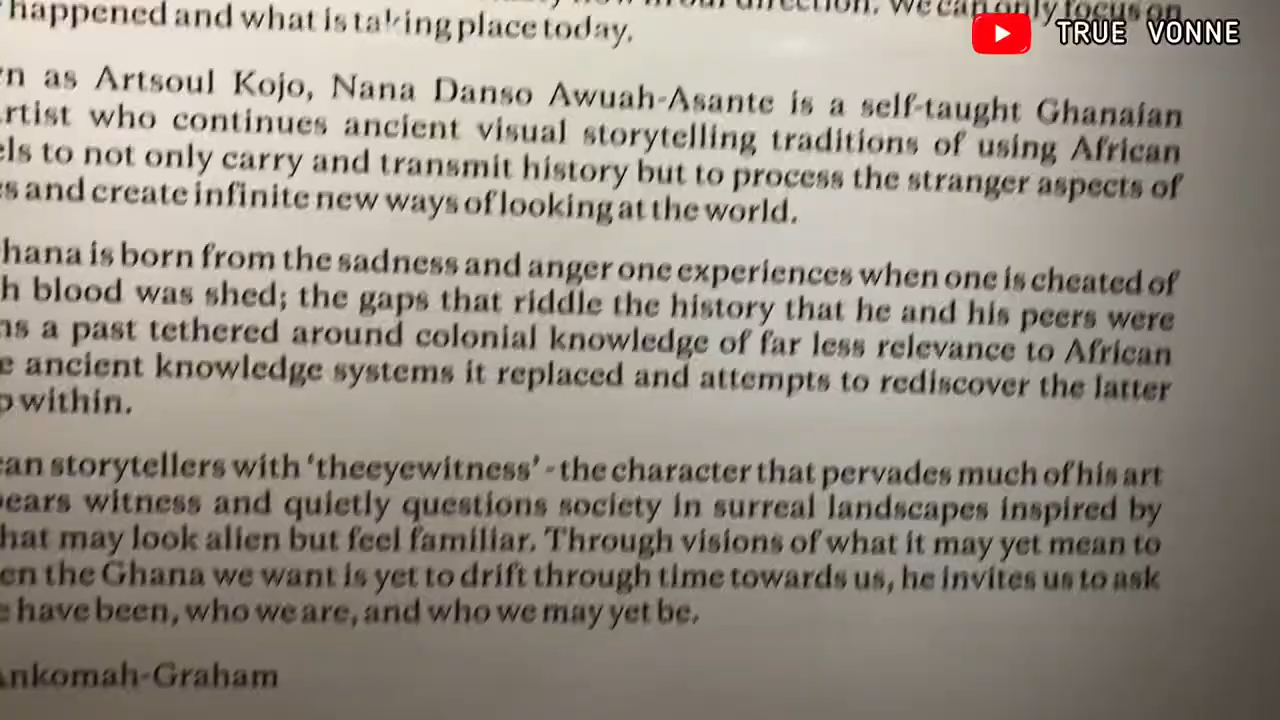 happened and what is taking place today.
TRUE VONNE
n as Artsoul Kojo, Nana Danso Awuah-Asante is a self-taught Ghanaian
rtist who continues ancient visual storytelling traditions of using African
els to not only carry and transmit history but to process the stranger aspects of
s and create infinite new ways of looking at the world.
hana is born from the sadness and anger one experiences when one is cheated of
h blood was shed; the gaps that riddle the history that he and his peers were
ns a past tethered around colonial knowledge of far less relevance to African
e ancient knowledge systems it replaced and attempts to rediscover the latter
p within.
can storytellers with ‘theeyewitness’ - the character that pervades much of his art
bears witness and quietly questions society in surreal landscapes inspired by
hat may look alien but feel familiar. Through visions of what it may yet mean to
en the Ghana we want is yet to drift through time towards us, he invites us to ask
e have been, who we are, and who we may yet be.
Ankomah-Graham